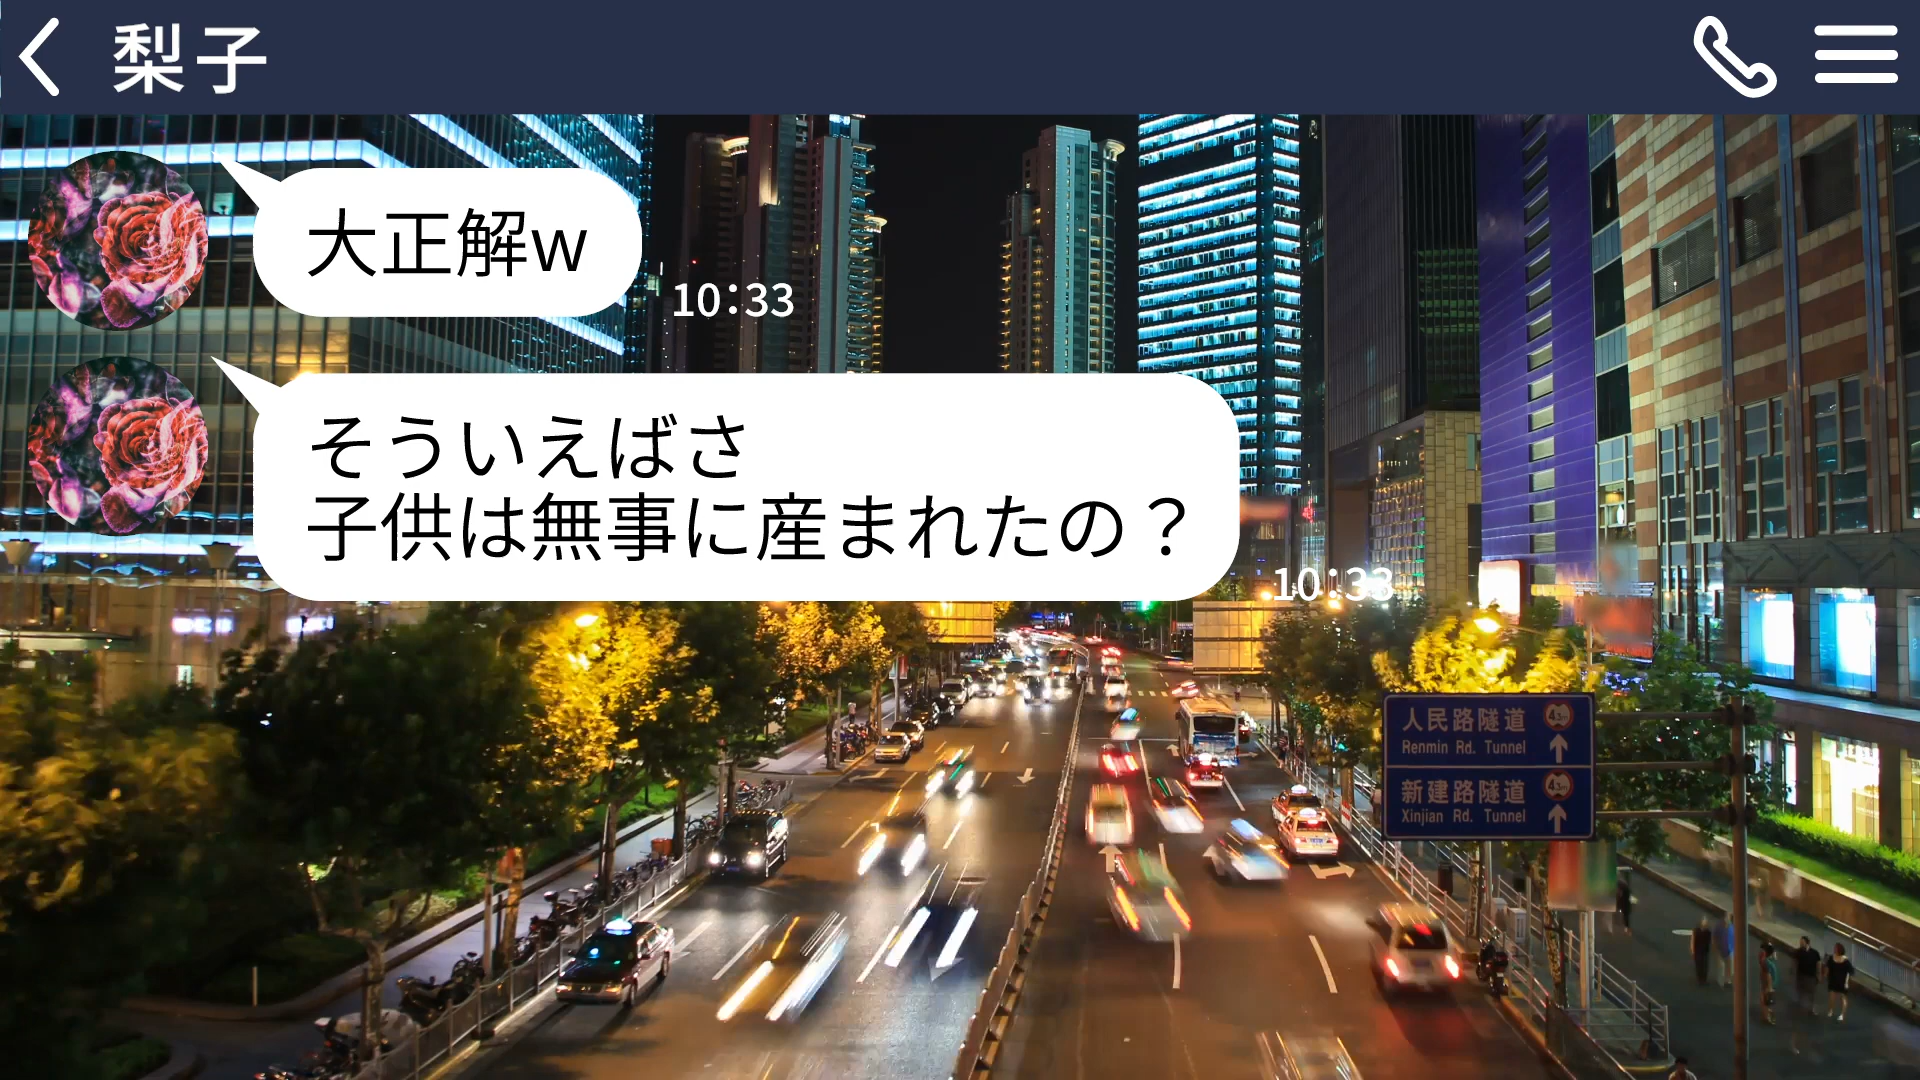 梨子
大正解w
10:33
そういえばさ
子供は無事に産まれたの？
10:33
人民路隧道
Renmin Rd. Tunnel
新建路隧道
Xinjian Rd. Tunnel